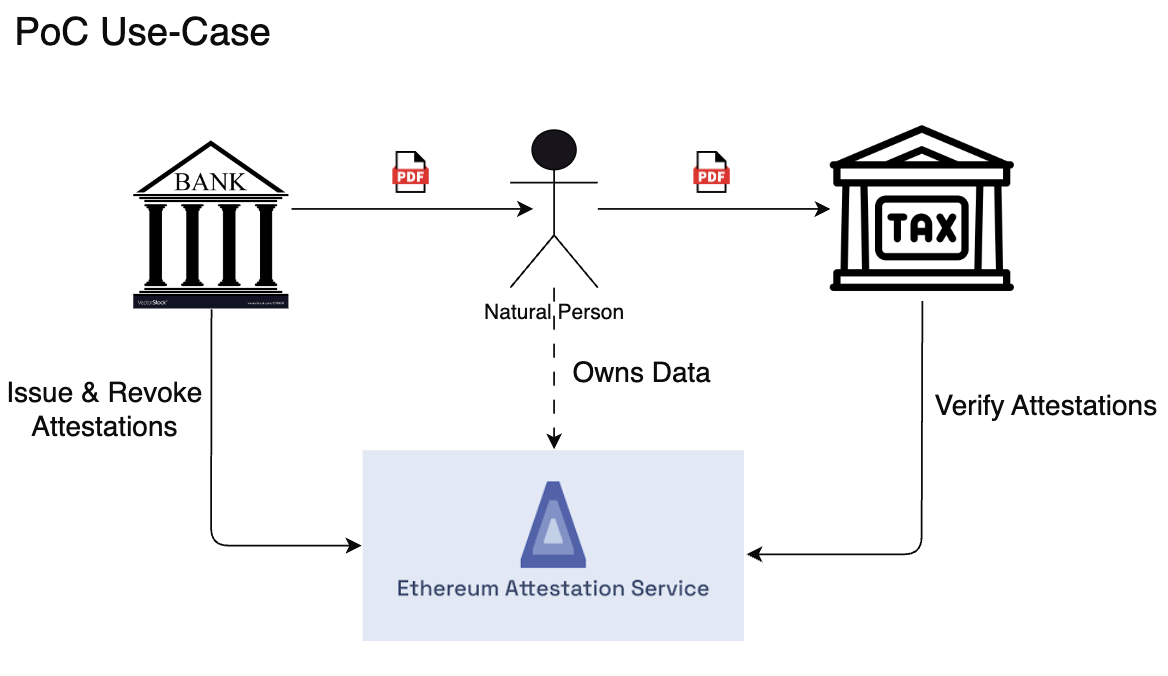 PoC Use-Case
BANK
PDF
PDF
TAX
VectorStock
Natural Person
Issue & Revoke
Attestations
Owns Data
Verify Attestations
Ethereum Attestation Service